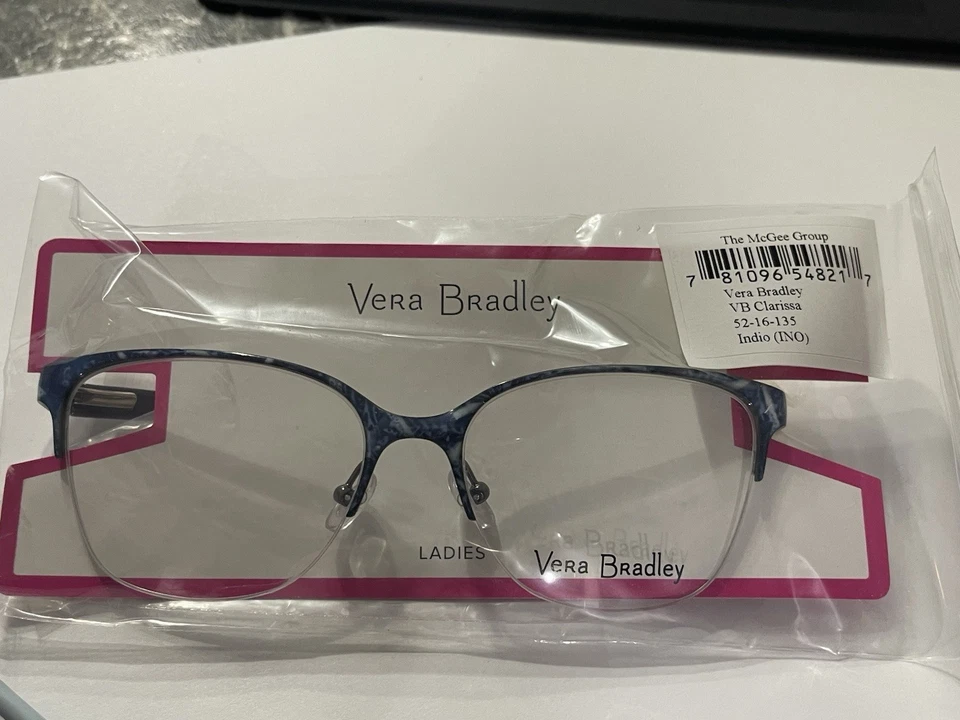 The McGee Group
7 81096 54821 7
Vera Bradley
VB Clarissa
52-16-135
Indio (INO)
Vera Bradley
LADIES
Vera Bradley